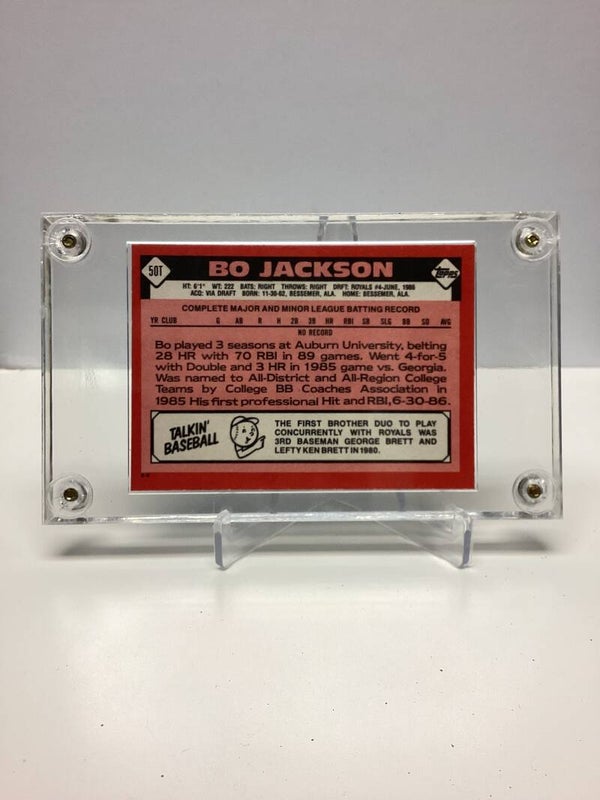 50T
BO JACKSON
Topps
HT: 6'1" WT: 222 BATS: RIGHT THROWS: RIGHT DRFT: ROYALS #4-JUNE, 1986
ACQ: VIA DRAFT BORN: 11-30-62, BESSEMER, ALA. HOME: BESSEMER, ALA.
COMPLETE MAJOR AND MINOR LEAGUE BATTING RECORD
YR CLUB G AB R H 2B 3B HR RBI SB SLG BB SO AVG
NO RECORD
Bo played 3 seasons at Auburn University, belting
28 HR with 70 RBI in 89 games. Went 4-for-5
with Double and 3 HR in 1985 game vs. Georgia.
Was named to All-District and All-Region College
Teams by College BB Coaches Association in
1985 His first professional Hit and RBI, 6-30-86.
TALKIN'
BASEBALL
THE FIRST BROTHER DUO TO PLAY
CONCURRENTLY WITH ROYALS WAS
3RD BASEMAN GEORGE BRETT AND
LEFTY KEN BRETT IN 1980.